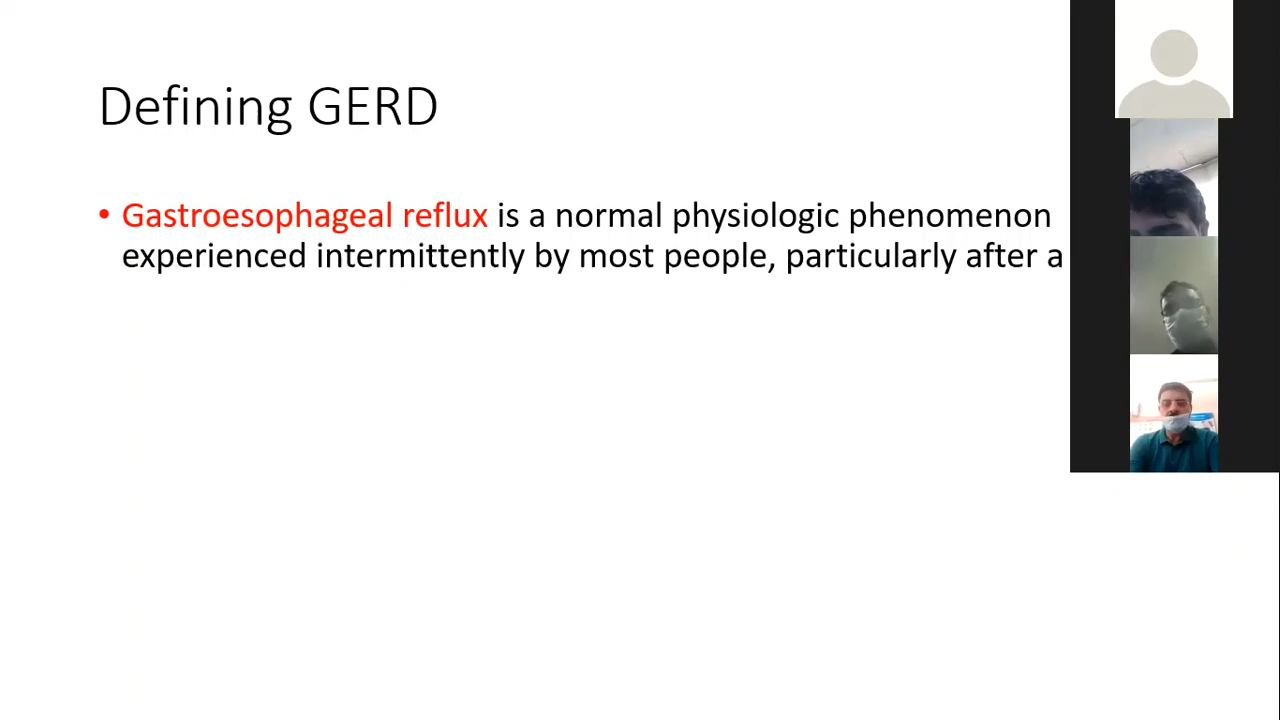 Defining GERD
• Gastroesophageal reflux is a normal physiologic phenomenon
experienced intermittently by most people, particularly after a